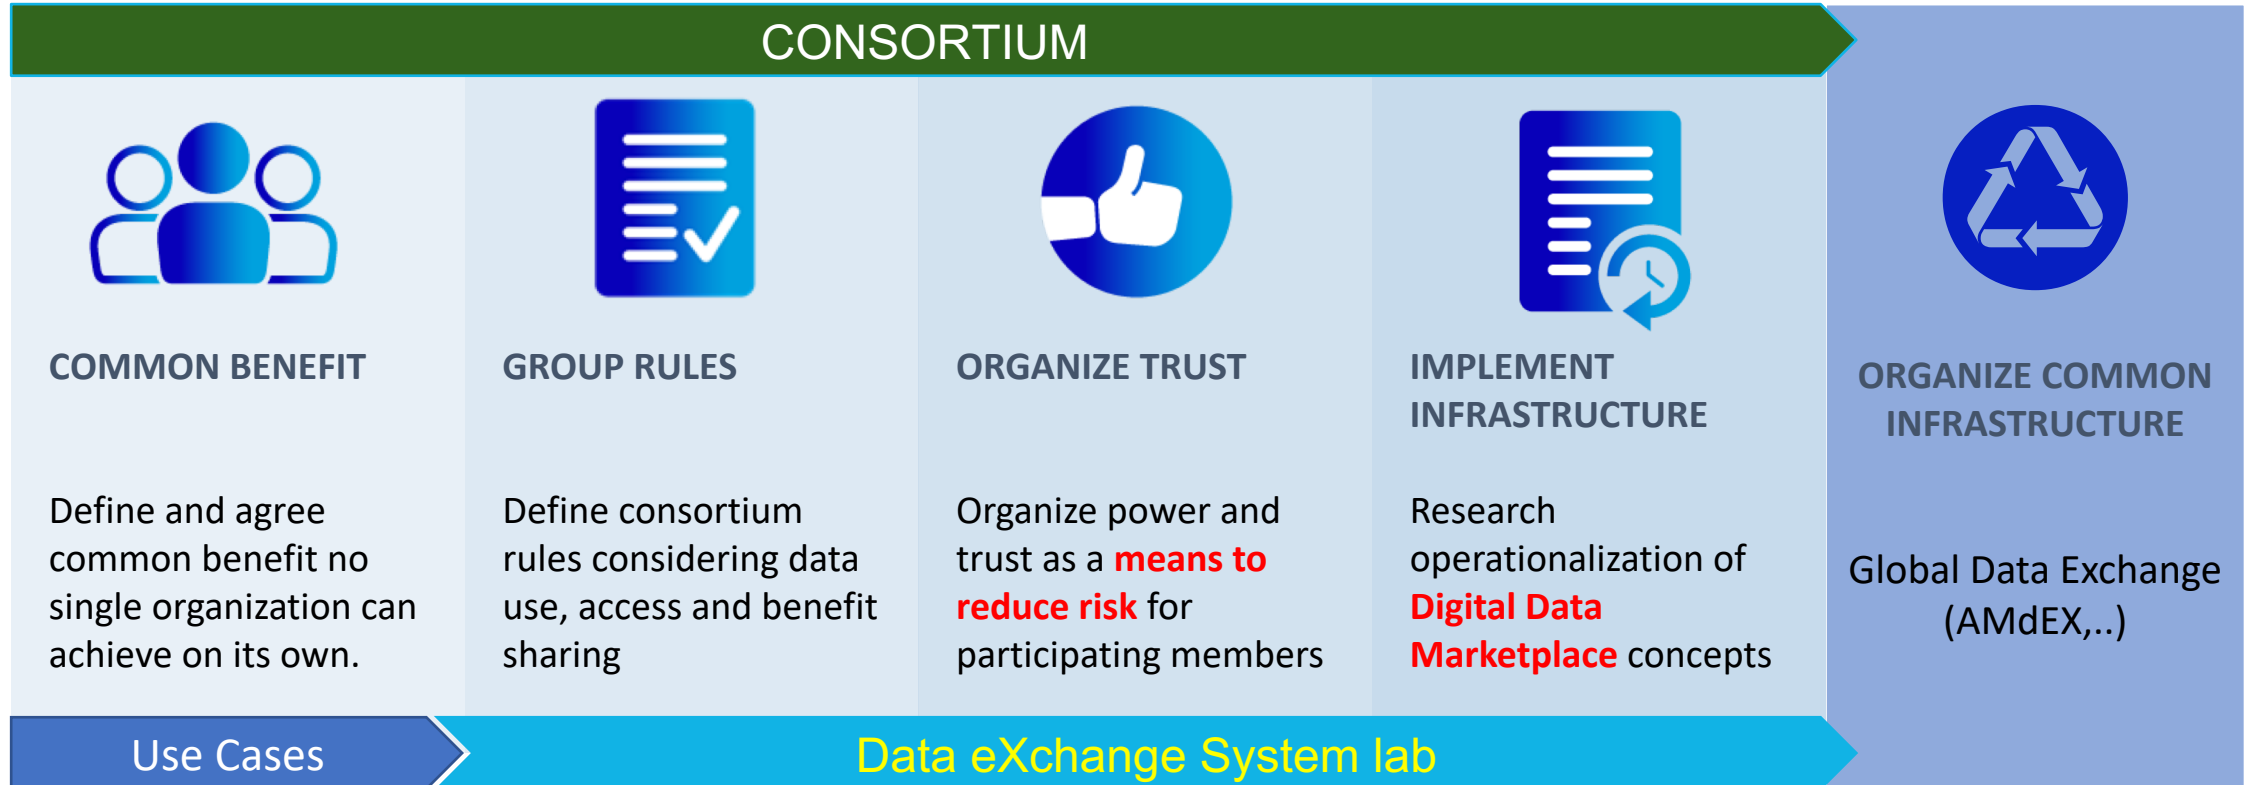 CONSORTIUM
COMMON BENEFIT
Define and agree
common benefit no
single organization can
achieve on its own.
GROUP RULES
Define consortium
rules considering data
use, access and benefit
sharing
ORGANIZE TRUST
Organize power and
trust as a means to
reduce risk for
participating members
IMPLEMENT
INFRASTRUCTURE
Research
operationalization of
Digital Data
Marketplace concepts
ORGANIZE COMMON
INFRASTRUCTURE
Global Data Exchange
(AMdEX,..)
Use Cases
Data eXchange System lab